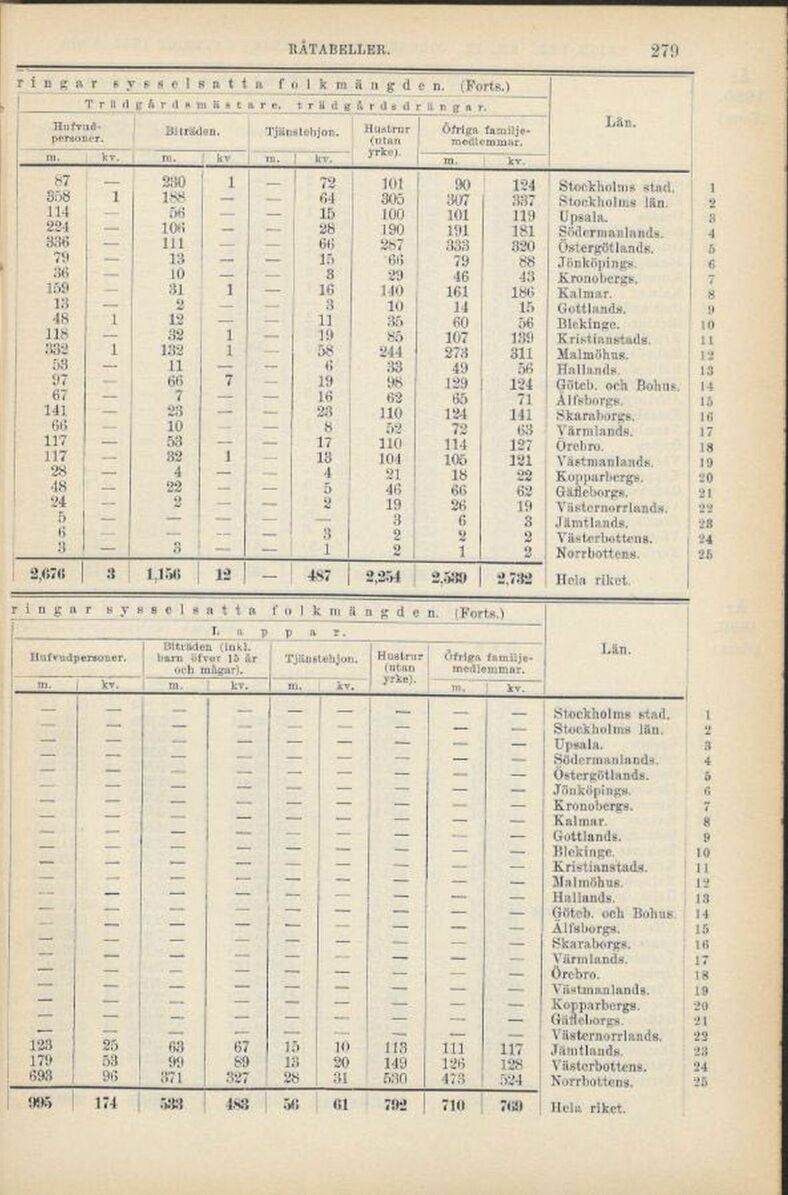 RÅTABELLER. 279
ringar sysselsatta folkmängden. (Forts.)
Trädgårdsmästare, trädgårdsdrängar.
Hufvud-personer. Biträden. Tjänstehjon. Hustrur (utan yrke). Öfriga familje-medlemmar. Län.
m. kv. m. kv m. kv. m. kv.
87 — 230 1 — 72 101 90 124 Stockholms stad. 1
358 1 188 — — 64 305 307 337 Stockholms län. 2
114 — 56 — — 15 100 101 119 Upsala. 3
224 — 106 — — 28 190 191 181 Södermanlands. 4
336 — 111 — — 66 287 333 320 Östergötlands. 5
79 — 13 — — 15 66 79 88 Jönköpings. 6
36 — 10 — — 8 29 46 43 Kronobergs. 7
159 — 31 1 — 16 140 161 186 Kalmar. 8
13 — 2 — — 3 10 14 15 Gottlands. 9
48 1 12 — — 11 35 60 56 Blekinge. 10
118 — 32 1 — 19 85 107 139 Kristianstads. 11
332 1 132 1 — 58 244 273 311 Malmöhus. 12
53 — 11 — — 6 33 49 56 Hallands. 13
97 — 66 7 — 19 98 129 124 Göteb. och Bohus. 14
67 — 7 — — 16 62 65 71 Älfsborgs. 15
141 — 23 — — 23 110 124 141 Skaraborgs. 16
66 — 10 — — 8 52 72 63 Värmlands. 17
117 — 53 — — 17 110 114 127 Örebro. 18
117 — 32 1 — 13 104 105 121 Västmanlands. 19
28 — 4 — — 4 21 18 22 Kopparbergs. 20
48 — 22 — — 5 46 66 62 Gäfleborgs. 21
24 — 2 — — 2 19 26 19 Västernorrlands. 22
5 — — — — — 3 6 3 Jämtlands. 23
6 — — — — 3 2 2 2 Västerbottens. 24
3 — 3 — — 1 2 1 2 Norrbottens. 25
2,676 3 1,156 12 — 487 2,254 2,539 2,732 Hela riket.
ringar sysselsatta folkmängden. (Forts.)
Lappar.
Hufvudpersoner. Biträden (inkl. barn öfver 15 år och mågar). Tjänstehjon. Hustrur (utan yrke). Öfriga familje-medlemmar. Län.
m. kv. m. kv. m. kv. m. kv.
— — — — — — — — — Stockholms stad. 1
— — — — — — — — — Stockholms län. 2
— — — — — — — — — Upsala. 3
— — — — — — — — — Södermanlands. 4
— — — — — — — — — Östergötlands. 5
— — — — — — — — — Jönköpings. 6
— — — — — — — — — Kronobergs. 7
— — — — — — — — — Kalmar. 8
— — — — — — — — — Gottlands. 9
— — — — — — — — — Blekinge. 10
— — — — — — — — — Kristianstads. 11
— — — — — — — — — Malmöhus. 12
— — — — — — — — — Hallands. 13
— — — — — — — — — Göteb. och Bohus. 14
— — — — — — — — — Älfsborgs. 15
— — — — — — — — — Skaraborgs. 16
— — — — — — — — — Värmlands. 17
— — — — — — — — — Örebro. 18
— — — — — — — — — Västmanlands. 19
— — — — — — — — — Kopparbergs. 20
— — — — — — — — — Gäfleborgs. 21
— — — — — — — — — Västernorrlands. 22
123 25 63 67 15 10 113 111 117 Jämtlands. 23
179 53 99 89 13 20 149 126 128 Västerbottens. 24
693 96 371 327 28 31 530 473 524 Norrbottens. 25
995 174 533 483 56 61 792 710 769 Hela riket.